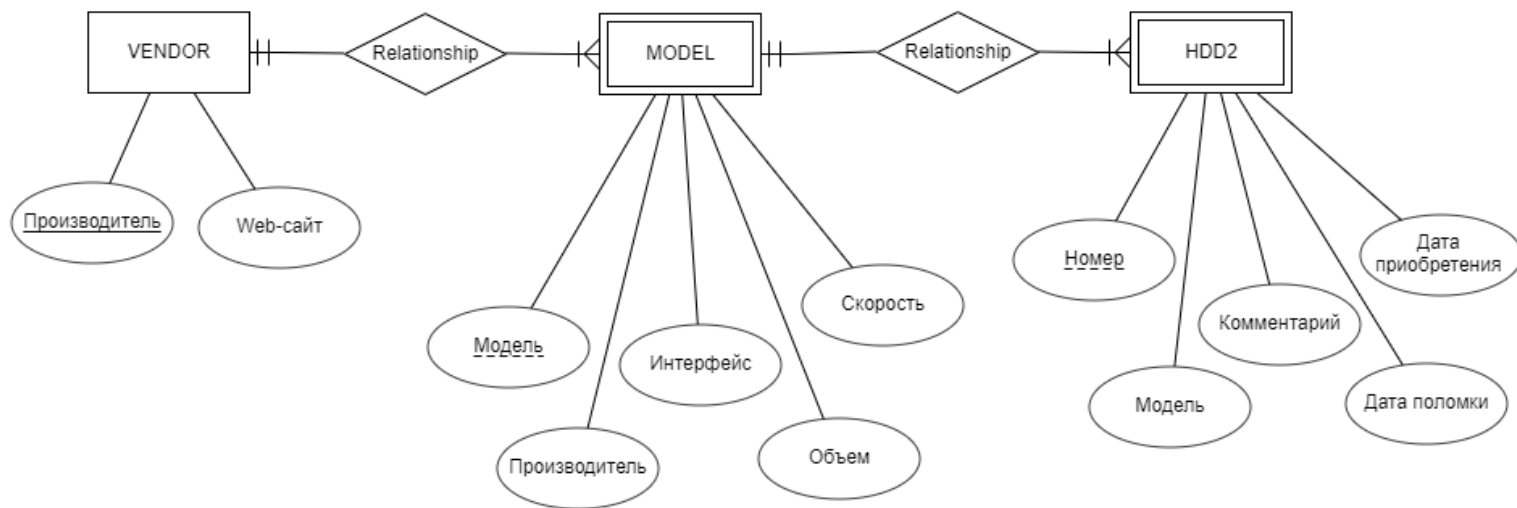 VENDOR
Relationship
MODEL
Relationship
HDD2
Производитель
Web-сайт
Модель
Производитель
Интерфейс
Объем
Скорость
Номер
Модель
Комментарий
Дата поломки
Дата
приобретения